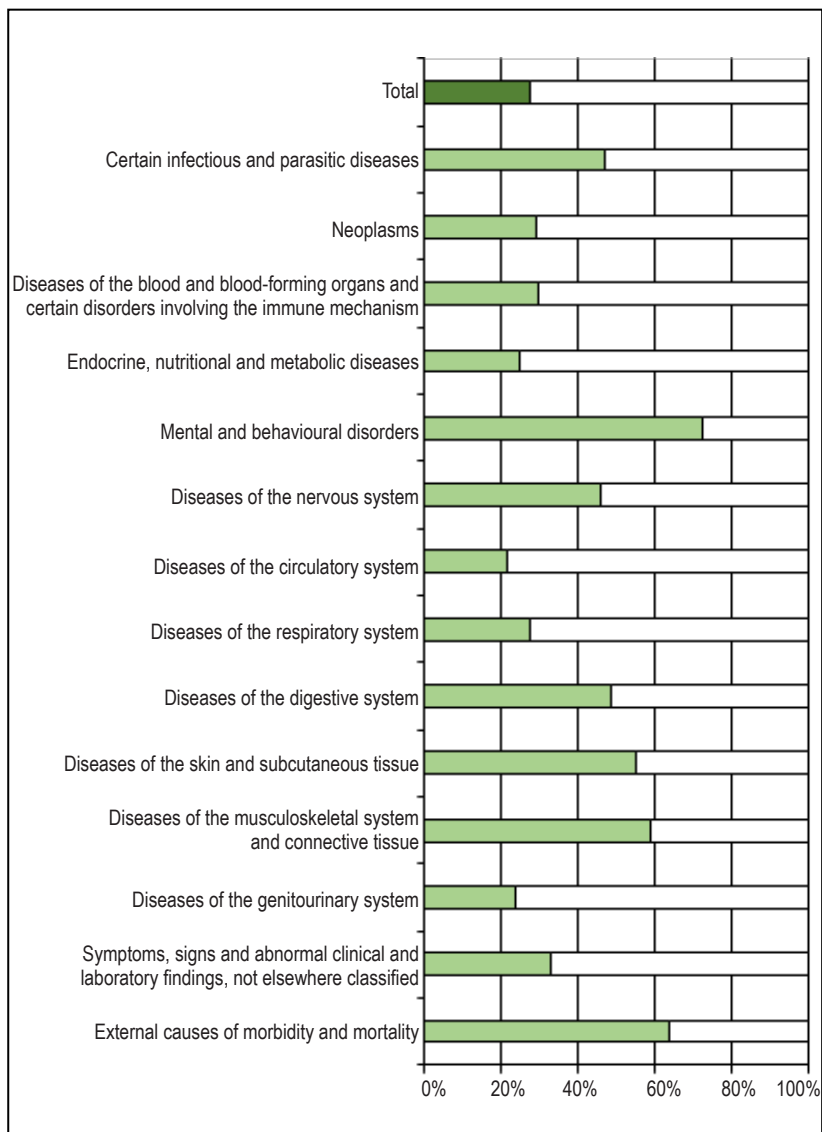 Total
Certain infectious and parasitic diseases
Neoplasms
Diseases of the blood and blood-forming organs and
certain disorders involving the immune mechanism
Endocrine, nutritional and metabolic diseases
Mental and behavioural disorders
Diseases of the nervous system
Diseases of the circulatory system
Diseases of the respiratory system
Diseases of the digestive system
Diseases of the skin and subcutaneous tissue
Diseases of the musculoskeletal system
and connective tissue
Diseases of the genitourinary system
Symptoms, signs and abnormal clinical and
laboratory findings, not elsewhere classified
External causes of morbidity and mortality
0% 20% 40% 60% 80% 100%